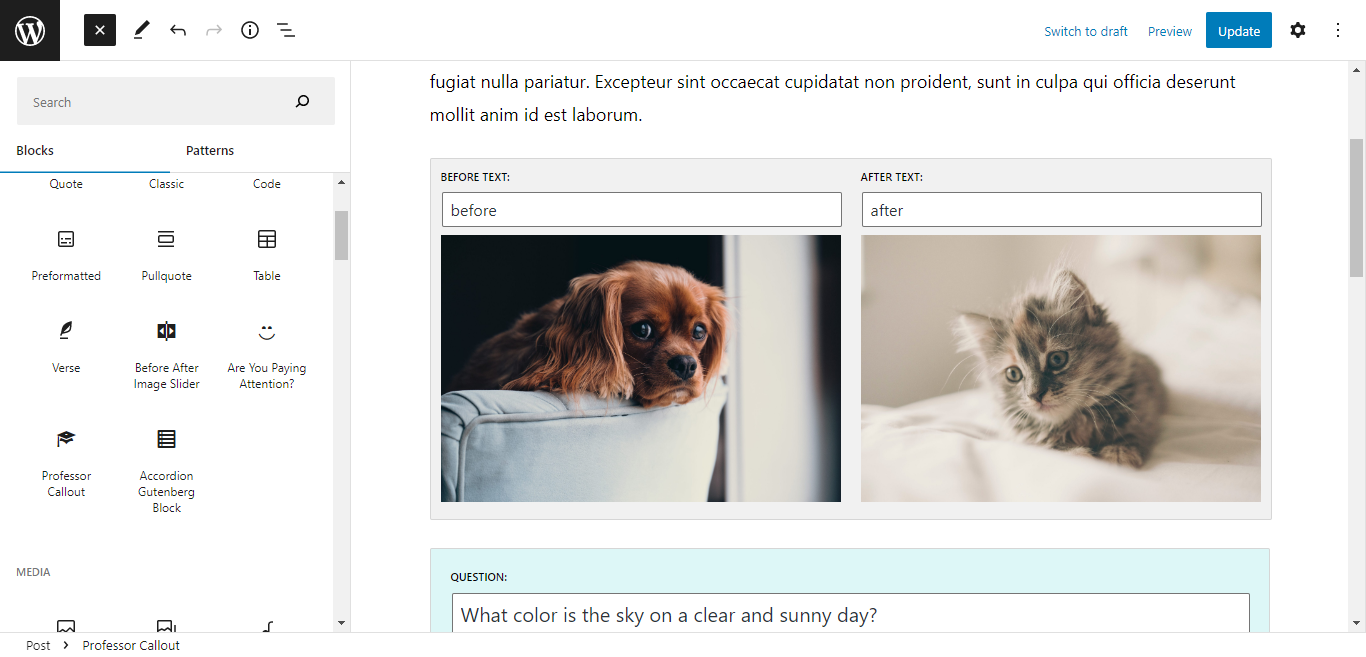 Switch to draft
Preview
Update
Search
Blocks
Patterns
Quote
Classic
Code
Preformatted
Pullquote
Table
Verse
Before After
Image Slider
Are You Paying
Attention?
Professor
Callout
Accordion
Gutenberg
Block
MEDIA
fugiat nulla pariatur. Excepteur sint occaecat cupidatat non proident, sunt in culpa qui officia deserunt
mollit anim id est laborum.
BEFORE TEXT:
before
AFTER TEXT:
after
QUESTION:
What color is the sky on a clear and sunny day?
Post
Professor Callout